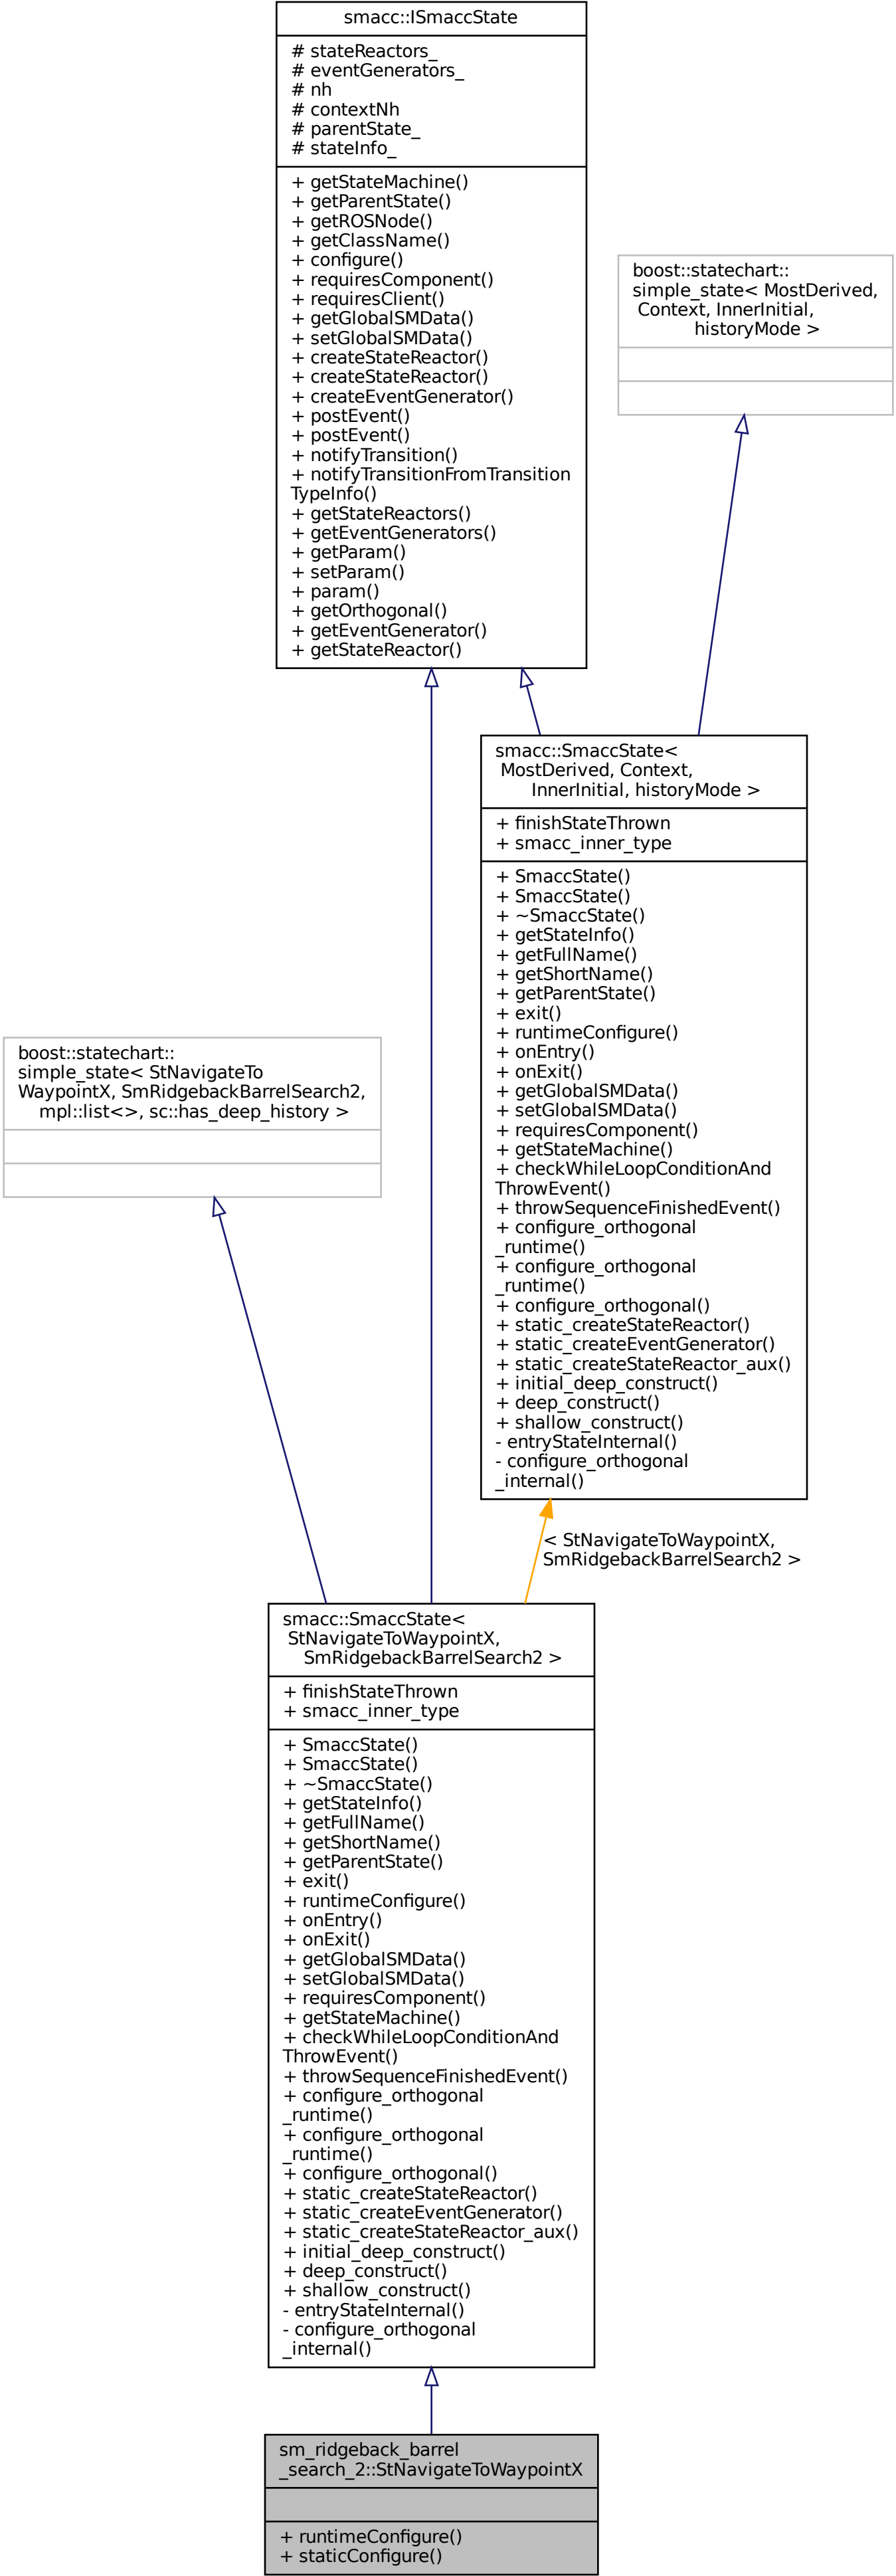 smacc::ISmaccState
# stateReactors_
# eventGenerators_
# nh
# contextNh
# parentState_
# stateInfo_
+ getStateMachine()
+ getParentState()
+ getROSNode()
+ getClassName()
+ configure()
+ requiresComponent()
+ requiresClient()
+ getGlobalSMData()
+ setGlobalSMData()
+ createStateReactor()
+ createStateReactor()
+ createEventGenerator()
+ postEvent()
+ postEvent()
+ notifyTransition()
+ notifyTransitionFromTransition
TypeInfo()
+ getStateReactors()
+ getEventGenerators()
+ getParam()
+ setParam()
+ param()
+ getOrthogonal()
+ getEventGenerator()
+ getStateReactor()
boost::statechart::
simple_state< MostDerived,
Context, InnerInitial,
historyMode >
smacc::SmaccState<
MostDerived, Context,
InnerInitial, historyMode >
+ finishStateThrown
+ smacc_inner_type
+ SmaccState()
+ SmaccState()
+ ~SmaccState()
+ getStateInfo()
+ getFullName()
+ getShortName()
+ getParentState()
+ exit()
+ runtimeConfigure()
+ onEntry()
+ onExit()
+ getGlobalSMData()
+ setGlobalSMData()
+ requiresComponent()
+ getStateMachine()
+ checkWhileLoopConditionAnd
ThrowEvent()
+ throwSequenceFinishedEvent()
+ configure_orthogonal
_runtime()
+ configure_orthogonal
_runtime()
+ configure_orthogonal()
+ static_createStateReactor()
+ static_createEventGenerator()
+ static_createStateReactor_aux()
+ initial_deep_construct()
+ deep_construct()
+ shallow_construct()
- entryStateInternal()
- configure_orthogonal
_internal()
boost::statechart::
simple_state< StNavigateTo
WaypointX, SmRidgebackBarrelSearch2,
mpl::list<>, sc::has_deep_history >
< StNavigateToWaypointX,
SmRidgebackBarrelSearch2 >
smacc::SmaccState<
StNavigateToWaypointX,
SmRidgebackBarrelSearch2 >
+ finishStateThrown
+ smacc_inner_type
+ SmaccState()
+ SmaccState()
+ ~SmaccState()
+ getStateInfo()
+ getFullName()
+ getShortName()
+ getParentState()
+ exit()
+ runtimeConfigure()
+ onEntry()
+ onExit()
+ getGlobalSMData()
+ setGlobalSMData()
+ requiresComponent()
+ getStateMachine()
+ checkWhileLoopConditionAnd
ThrowEvent()
+ throwSequenceFinishedEvent()
+ configure_orthogonal
_runtime()
+ configure_orthogonal
_runtime()
+ configure_orthogonal()
+ static_createStateReactor()
+ static_createEventGenerator()
+ static_createStateReactor_aux()
+ initial_deep_construct()
+ deep_construct()
+ shallow_construct()
- entryStateInternal()
- configure_orthogonal
_internal()
sm_ridgeback_barrel
_search_2::StNavigateToWaypointX
+ runtimeConfigure()
+ staticConfigure()